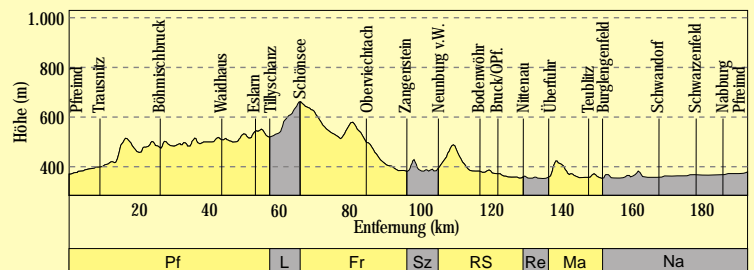 1.000
800
600
400
Höhe (m)
Pfreimd
Trausnitz
Böhmischbruck
Waidhaus
Eslarn
Tillyschanz
Schönsee
Oberviechtach
Zangenstein
Neunburg v.W.
Bodenwöhr
Bruck/OPf.
Nittenau
Überfuhr
Teublitz
Burglengenfeld
Schwandorf
Schwarzenfeld
Nabburg
Pfreimd
20 40 60 80 100 120 140 160 180
Entfernung (km)
Pf L Fr Sz RS Re Ma Na